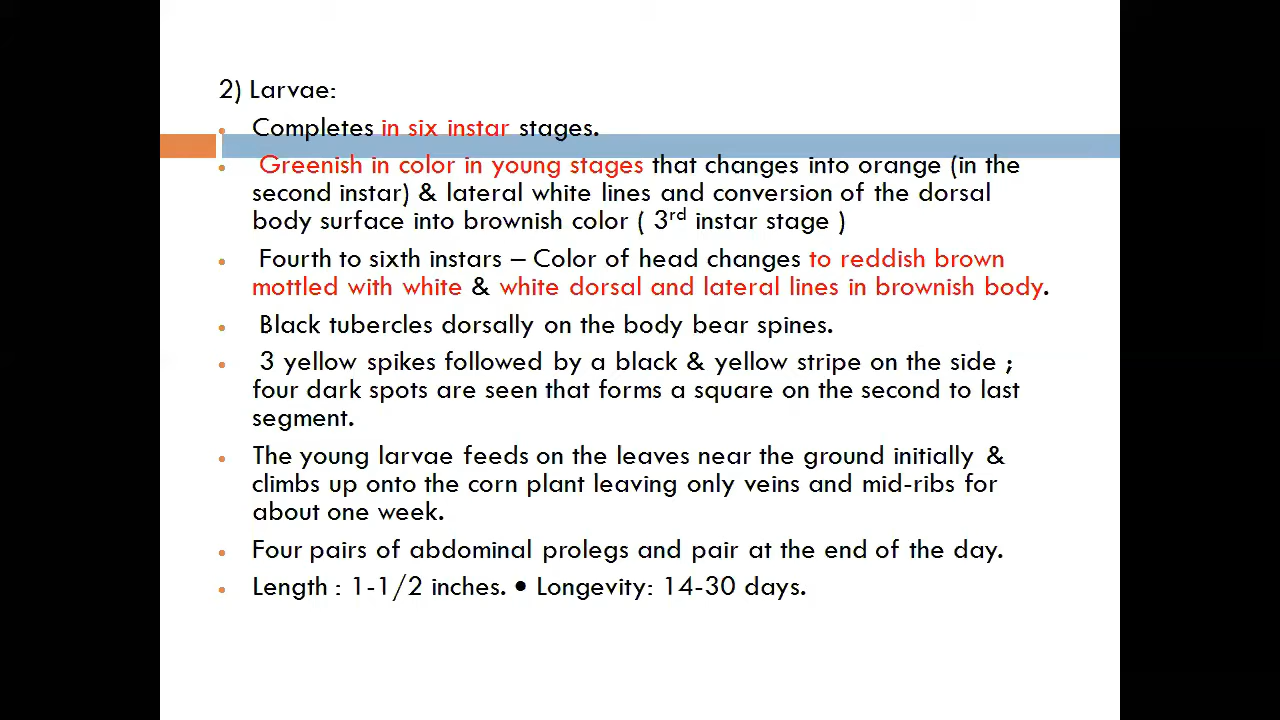 2) Larvae:
• Completes in six instar stages.
• Greenish in color in young stages that changes into orange (in the
second instar) & lateral white lines and conversion of the dorsal
body surface into brownish color ( 3rd instar stage )
• Fourth to sixth instars – Color of head changes to reddish brown
mottled with white & white dorsal and lateral lines in brownish body.
• Black tubercles dorsally on the body bear spines.
• 3 yellow spikes followed by a black & yellow stripe on the side ;
four dark spots are seen that forms a square on the second to last
segment.
• The young larvae feeds on the leaves near the ground initially &
climbs up onto the corn plant leaving only veins and mid-ribs for
about one week.
• Four pairs of abdominal prolegs and pair at the end of the day.
• Length : 1-1/2 inches. • Longevity: 14-30 days.